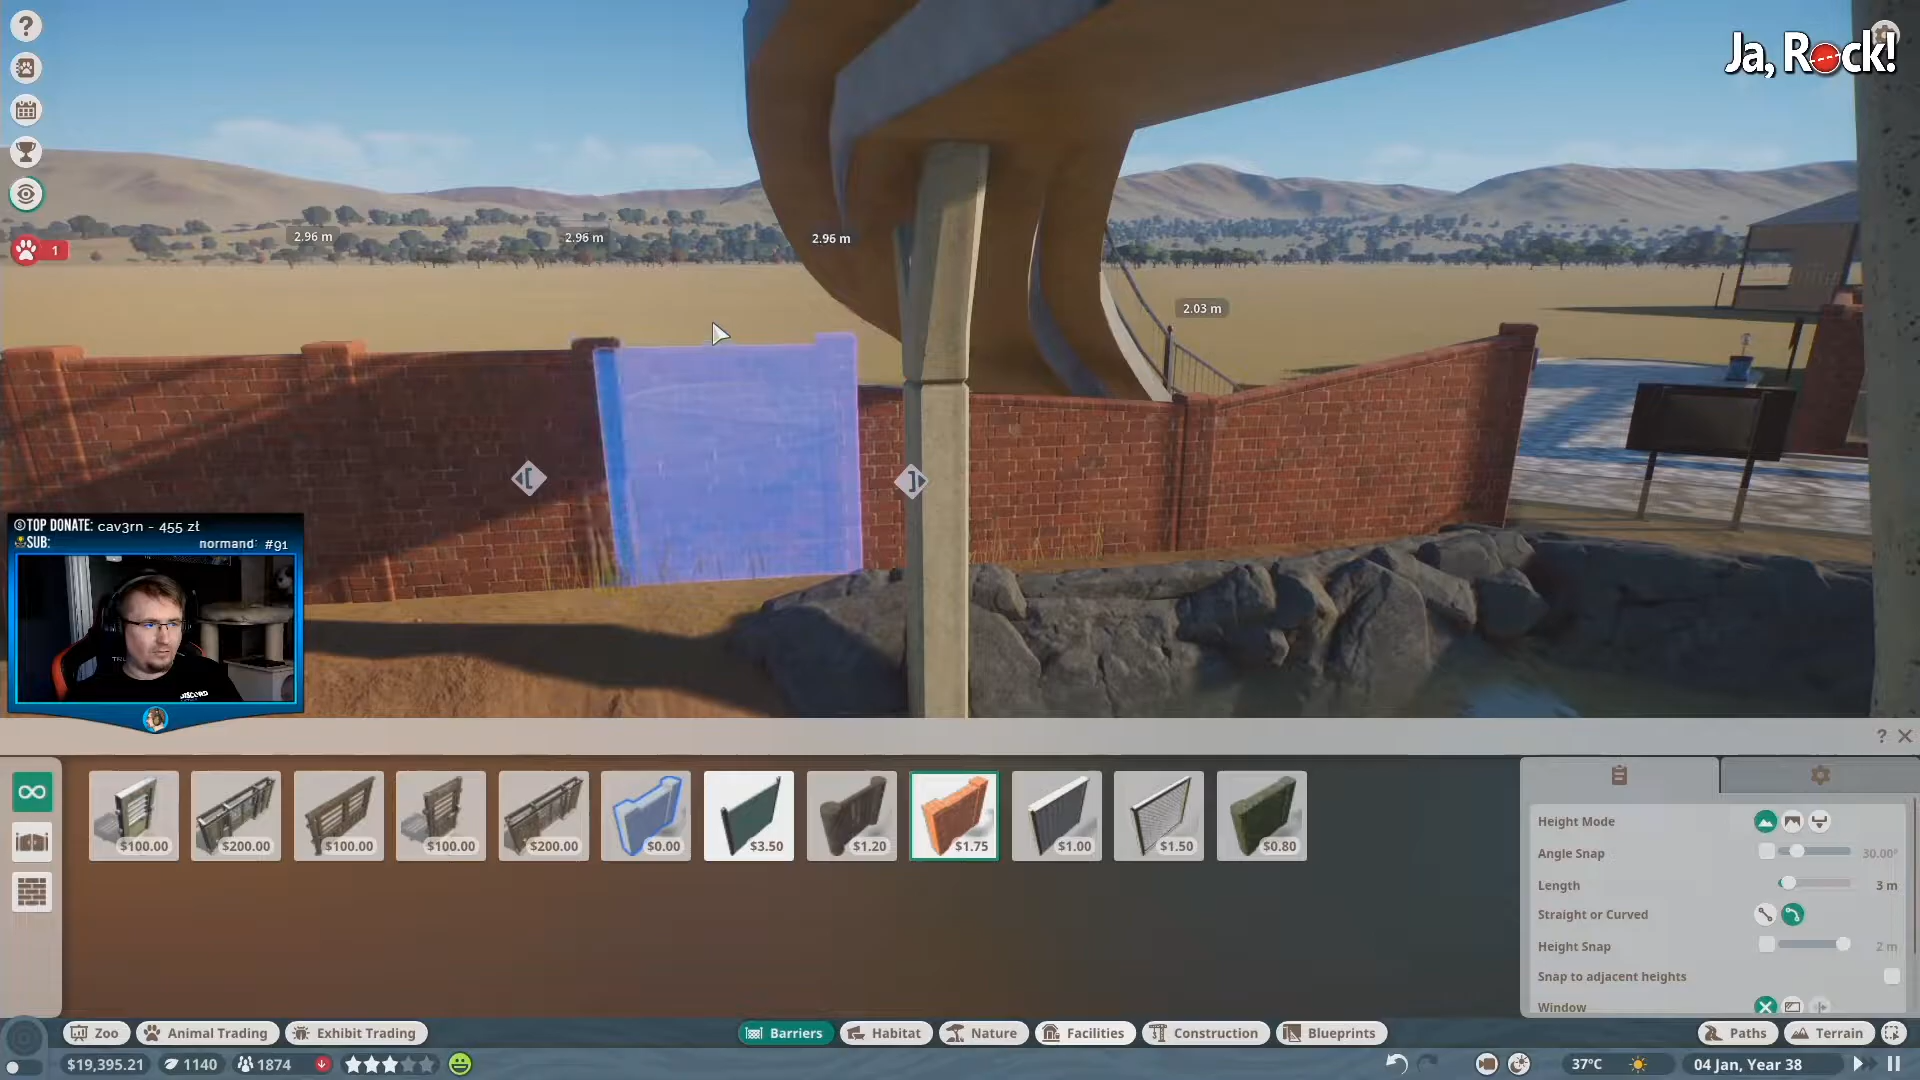 ?
Ja, Rock!
1
2.96 m
2.96 m
2.96 m
2.03 m
TOP DONATE: cav3rn - 455 zł
SUB:
normand: #91
DISCORD
?
$100.00
$200.00
$100.00
$100.00
$200.00
$0.00
$3.50
$1.20
$1.75
$1.00
$1.50
$0.80
Height Mode
Angle Snap
30.00°
Length
3 m
Straight or Curved
Height Snap
2 m
Snap to adjacent heights
Window
Zoo
Animal Trading
Exhibit Trading
Barriers
Habitat
Nature
Facilities
Construction
Blueprints
Paths
Terrain
$19,395.21
1140
1874
37°C
04 Jan, Year 38